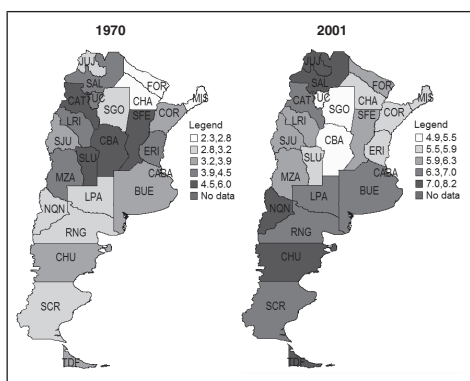 1970
JUJ
SAL
FOR
CAT
TUC
SGO
CHA
MIS
SFE
COR
LRI
SJU
CBA
ERI
SLU
MZA
CABA
LPA
BUE
NQN
RNG
CHU
SCR
TDF
Legend
2.3,2.8
2.8,3.2
3.2,3.9
3.9,4.5
4.5,6.0
No data
2001
JUJ
SAL
FOR
CAT
UC
SGO
CHA
MIS
SFE
COR
LRI
SJU
CBA
ERI
SLU
MZA
CABA
LPA
BUE
NQN
RNG
CHU
SCR
TDF
Legend
4.9,5.5
5.5,5.9
5.9,6.3
6.3,7.0
7.0,8.2
No data